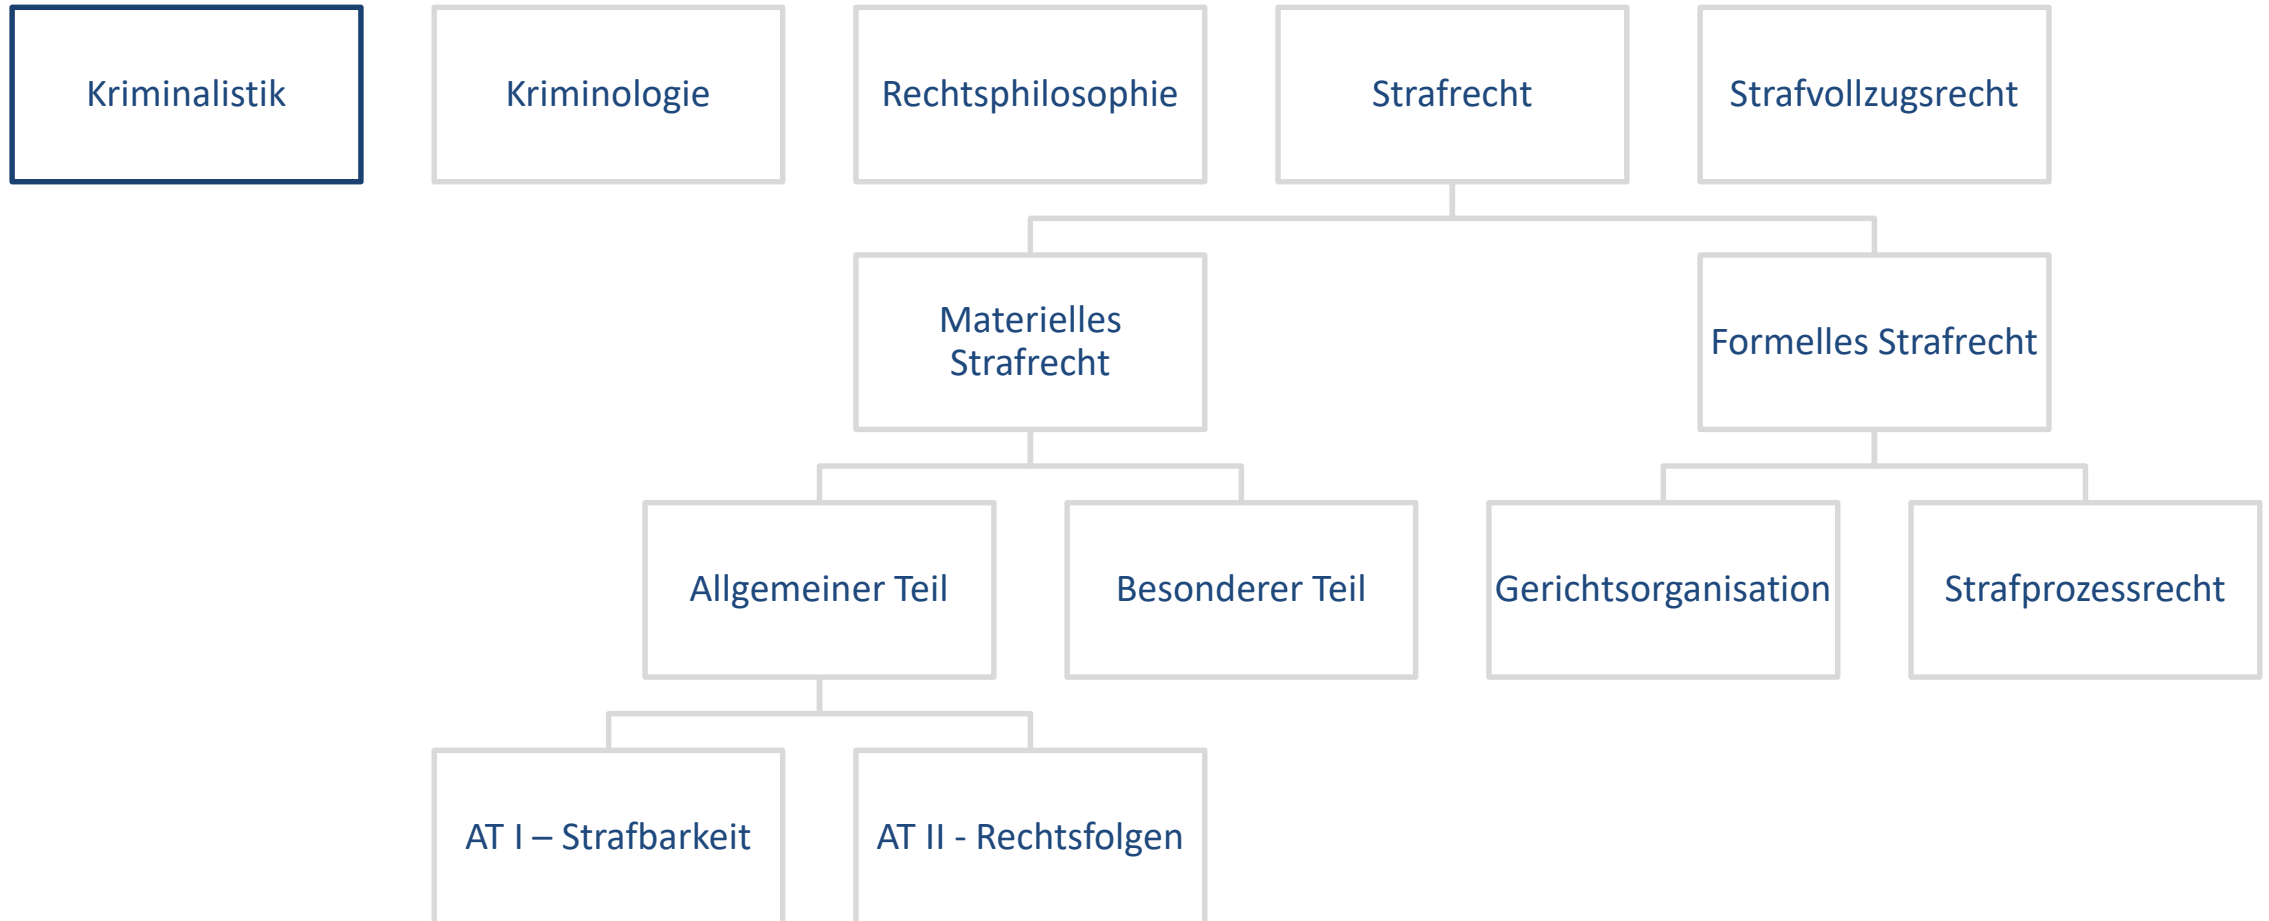 Kriminalistik
Kriminologie
Rechtsphilosophie
Strafrecht
Strafvollzugsrecht
Materielles
Strafrecht
Formelles Strafrecht
Allgemeiner Teil
Besonderer Teil
Gerichtsorganisation
Strafprozessrecht
AT I – Strafbarkeit
AT II - Rechtsfolgen